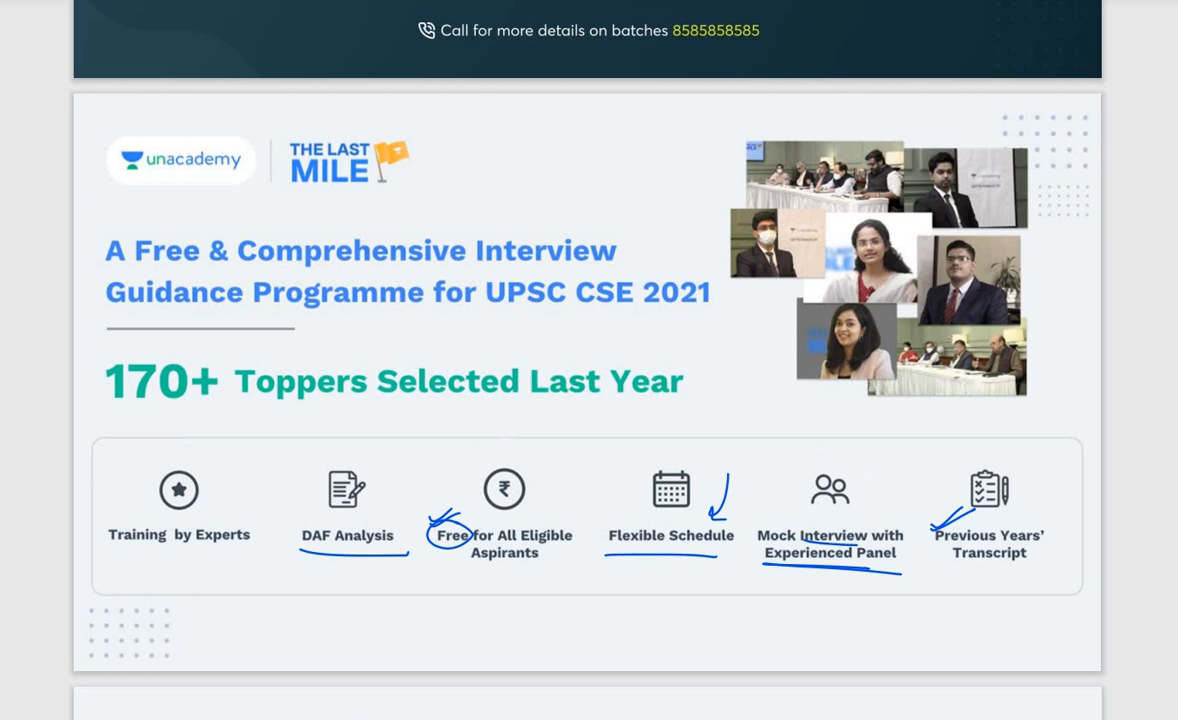 Call for more details on batches 8585858585
unacademy
THE LAST
MILE
A Free & Comprehensive Interview
Guidance Programme for UPSC CSE 2021
170+ Toppers Selected Last Year
Training by Experts
DAF Analysis
Free for All Eligible
Aspirants
Flexible Schedule
Mock Interview with
Experienced Panel
Previous Years'
Transcript